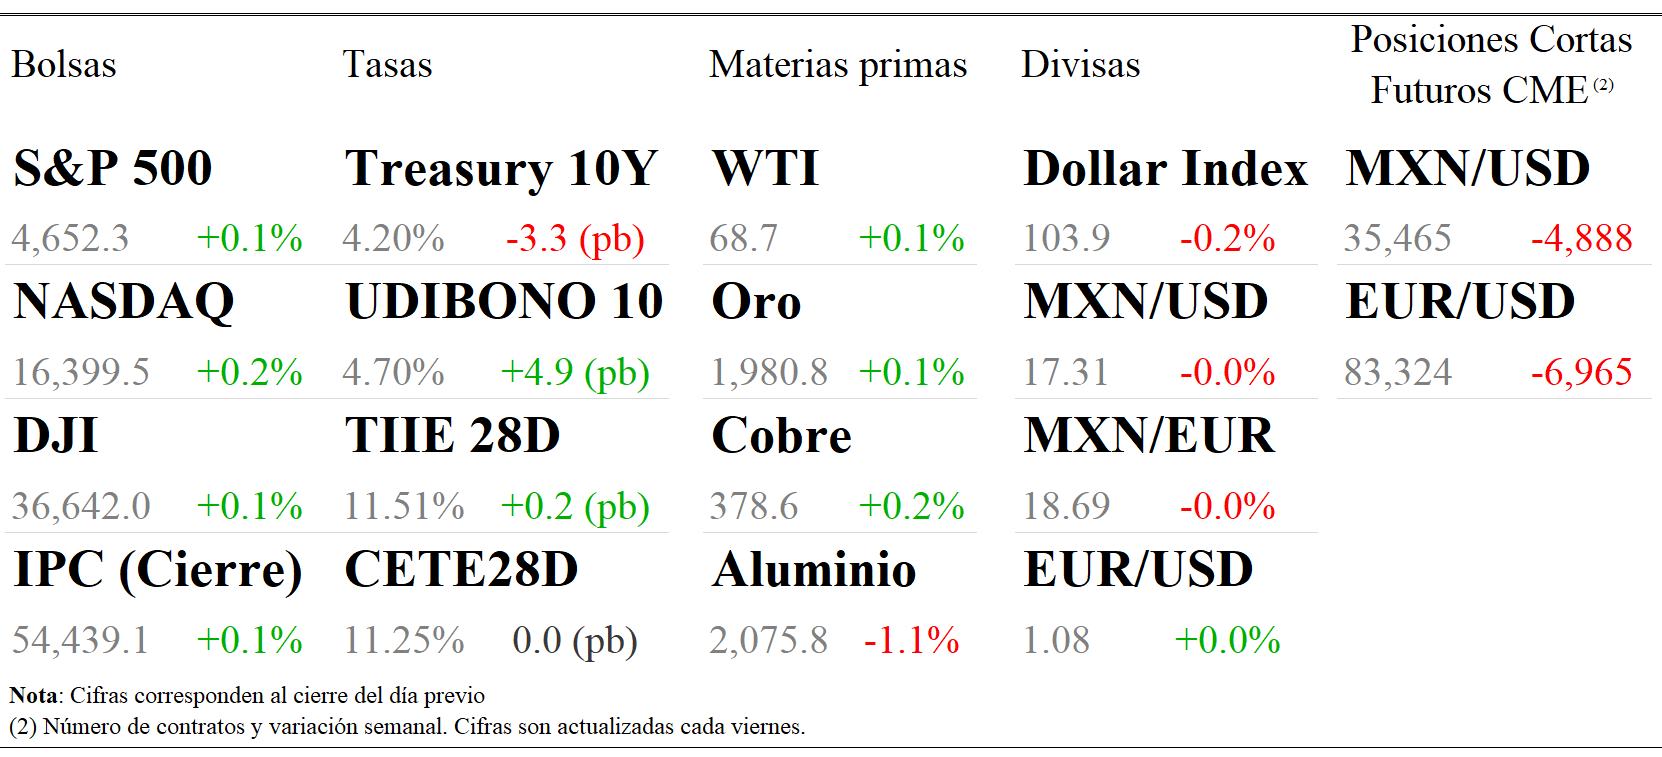 Bolsas Tasas Materias primas Divisas Posiciones Cortas
Futuros CME (2)
S&P 500 Treasury 10Y WTI Dollar Index MXN/USD
4,652.3 +0.1% 4.20% -3.3 (pb) 68.7 +0.1% 103.9 -0.2% 35,465 -4,888
NASDAQ UDIBONO 10 Oro MXN/USD EUR/USD
16,399.5 +0.2% 4.70% +4.9 (pb) 1,980.8 +0.1% 17.31 -0.0% 83,324 -6,965
DJI TIIE 28D Cobre MXN/EUR
36,642.0 +0.1% 11.51% +0.2 (pb) 378.6 +0.2% 18.69 -0.0%
IPC (Cierre) CETE28D Aluminio EUR/USD
54,439.1 +0.1% 11.25% 0.0 (pb) 2,075.8 -1.1% 1.08 +0.0%
Nota: Cifras corresponden al cierre del día previo
(2) Número de contratos y variación semanal. Cifras son actualizadas cada viernes.